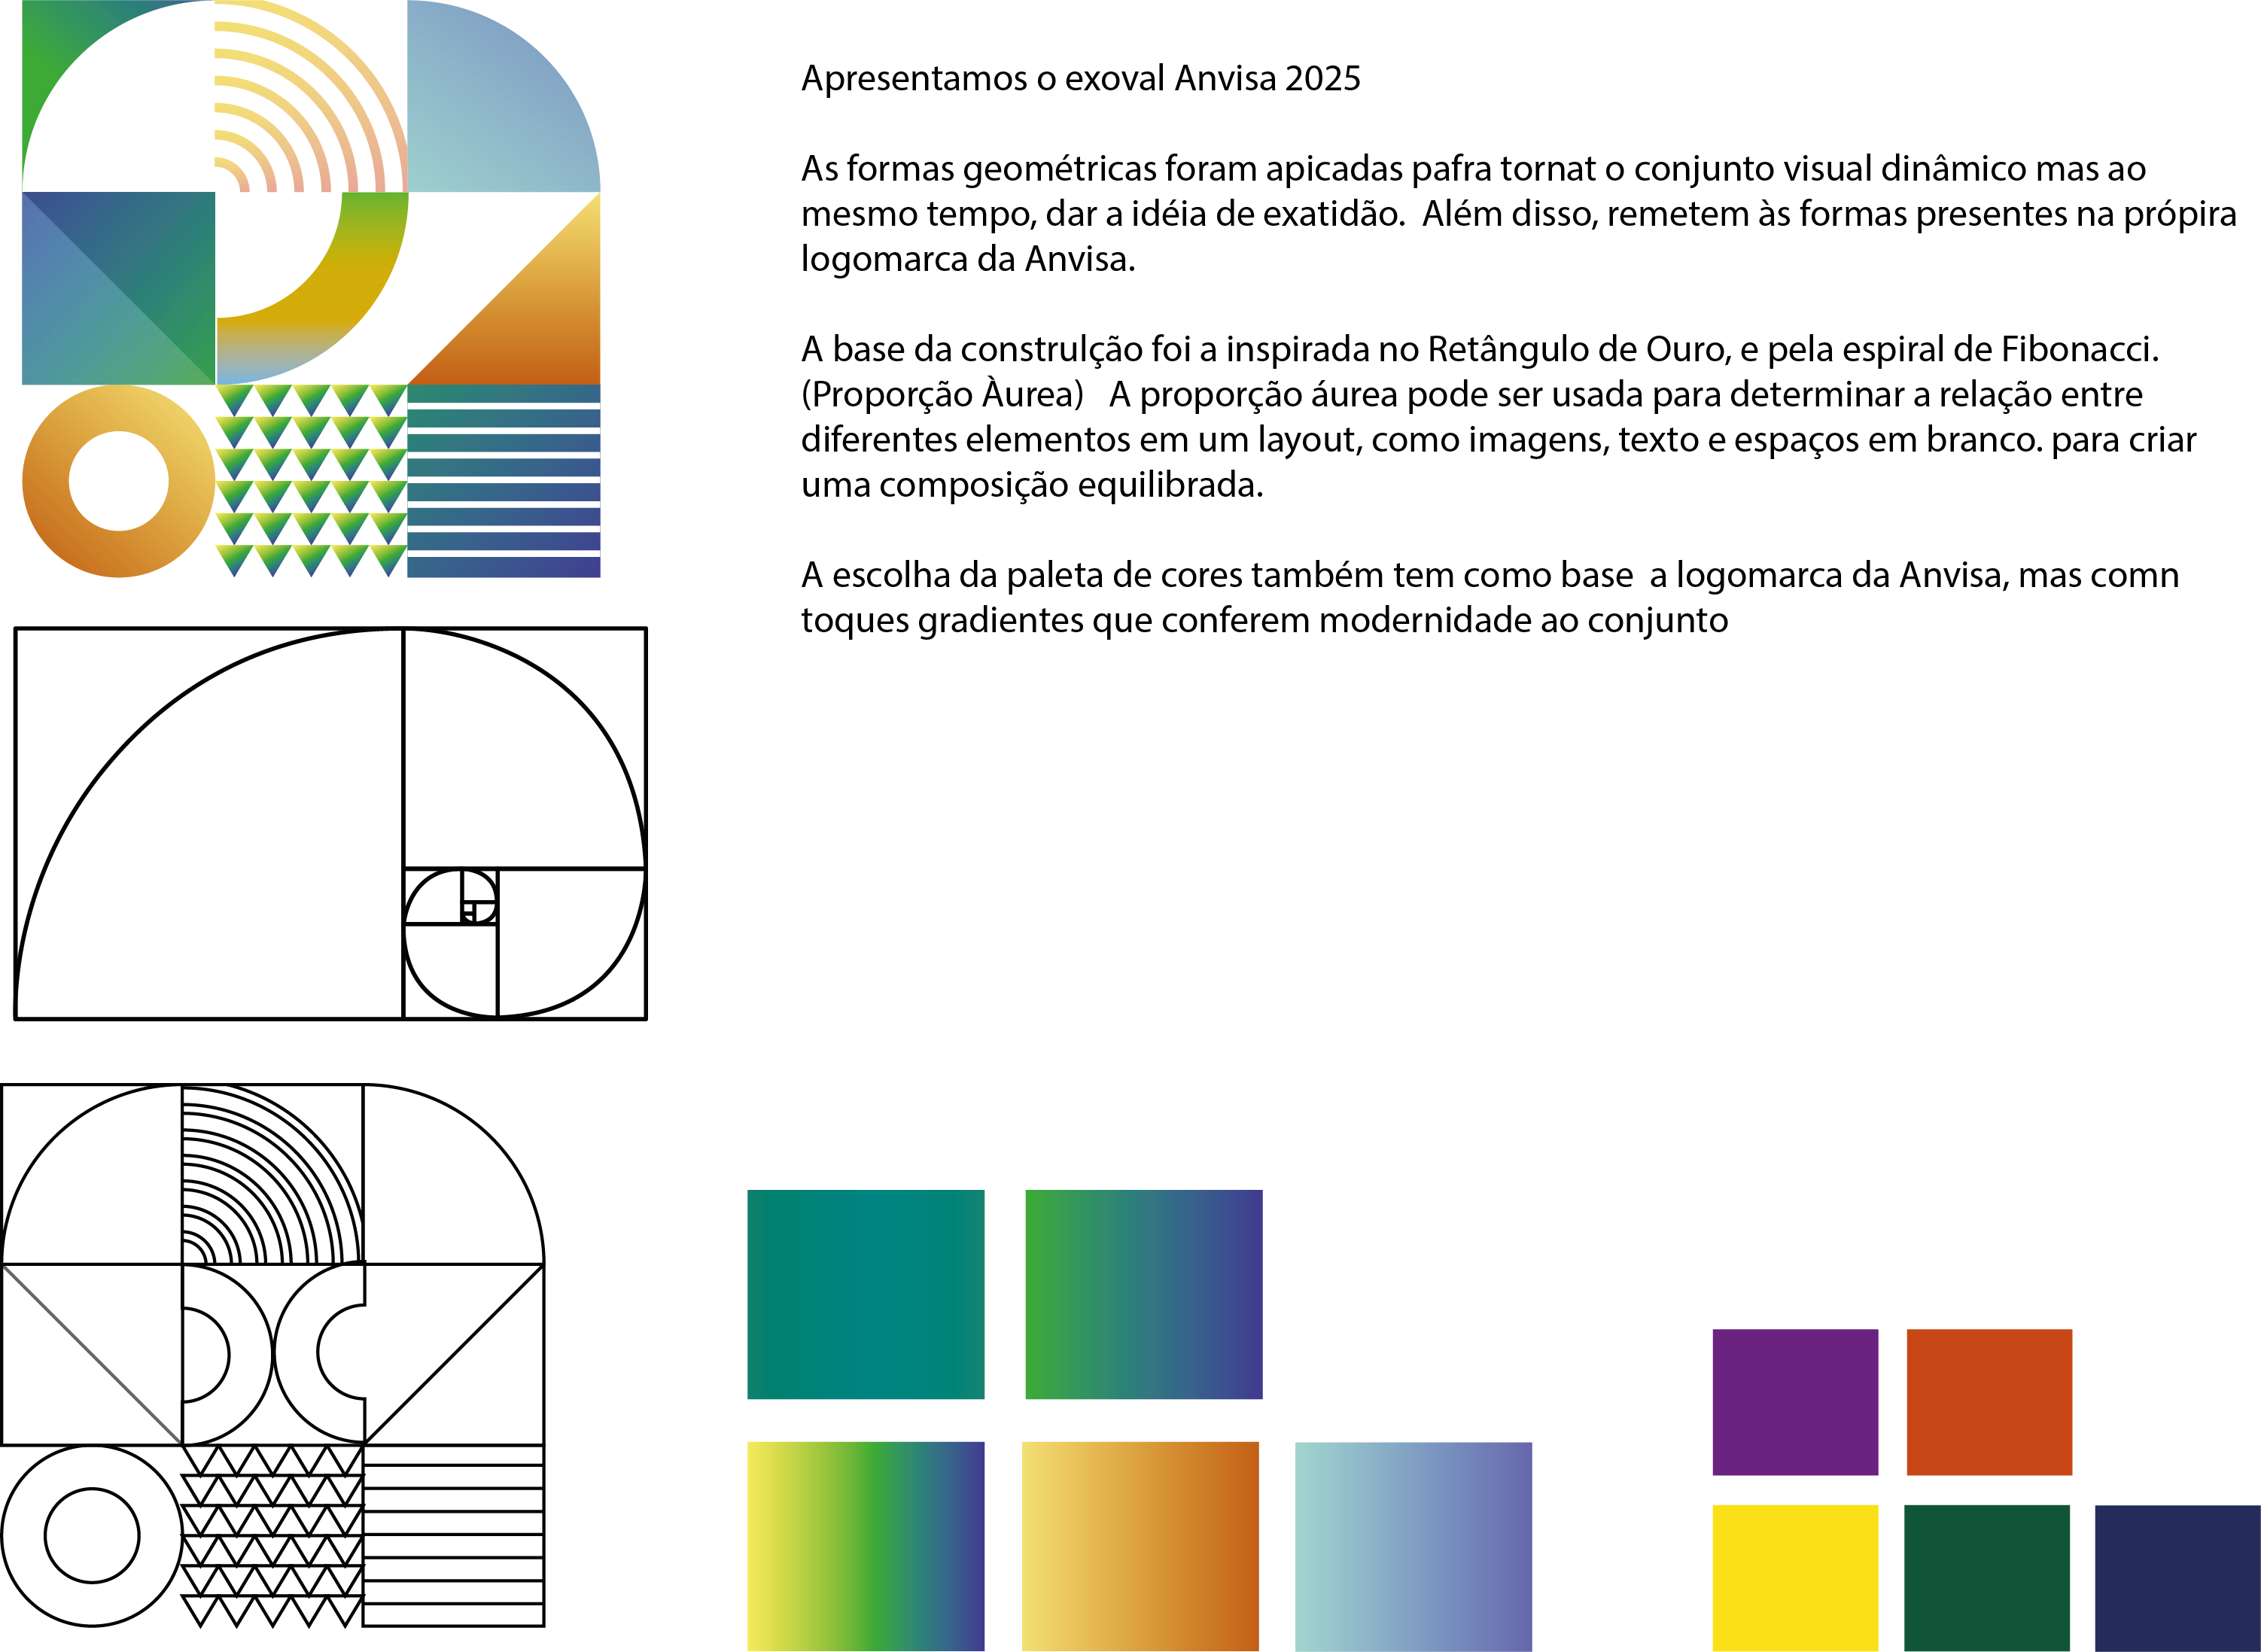 Apresentamos o exoval Anvisa 2025
As formas geométricas foram apicadas pafra tornat o conjunto visual dinâmico mas ao
mesmo tempo, dar a idéia de exatidão.  Além disso, remetem às formas presentes na própira
logomarca da Anvisa.
A base da construlção foi a inspirada no Retângulo de Ouro, e pela espiral de Fibonacci.
(Proporção Àurea)   A proporção áurea pode ser usada para determinar a relação entre
diferentes elementos em um layout, como imagens, texto e espaços em branco. para criar
uma composição equilibrada.
A escolha da paleta de cores também tem como base  a logomarca da Anvisa, mas comn
toques gradientes que conferem modernidade ao conjunto